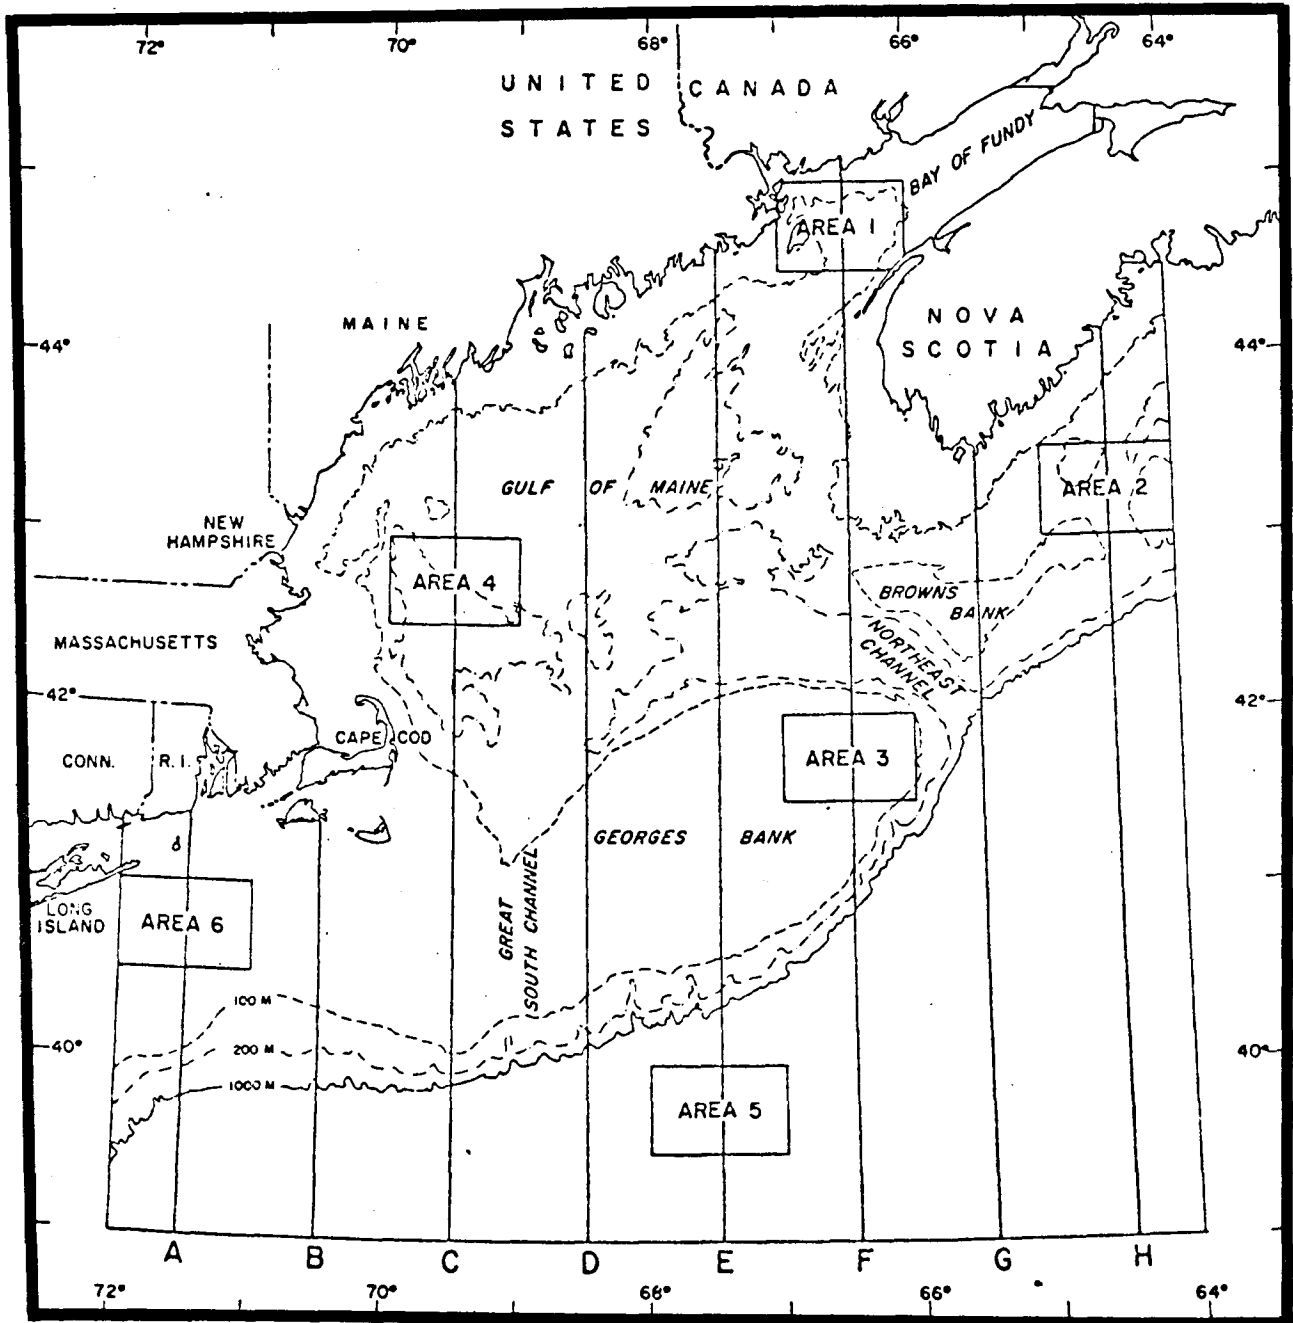 72° 70° 68° 66° 64°
UNITED STATES
CANADA
BAY OF FUNDY
AREA 1
MAINE
NOVA SCOTIA
44° 44°
GULF OF MAINE
AREA 2
NEW HAMPSHIRE
AREA 4
BROWNS BANK
MASSACHUSETTS
NORTHEAST CHANNEL
42° 42°
CAPE COD
CONN. R.I.
AREA 3
GEORGES BANK
LONG ISLAND
AREA 6
GREAT SOUTH CHANNEL
100 M
200 M
40° 40°
1000 M
AREA 5
A B C D E F G H
72° 70° 68° 66° 64°